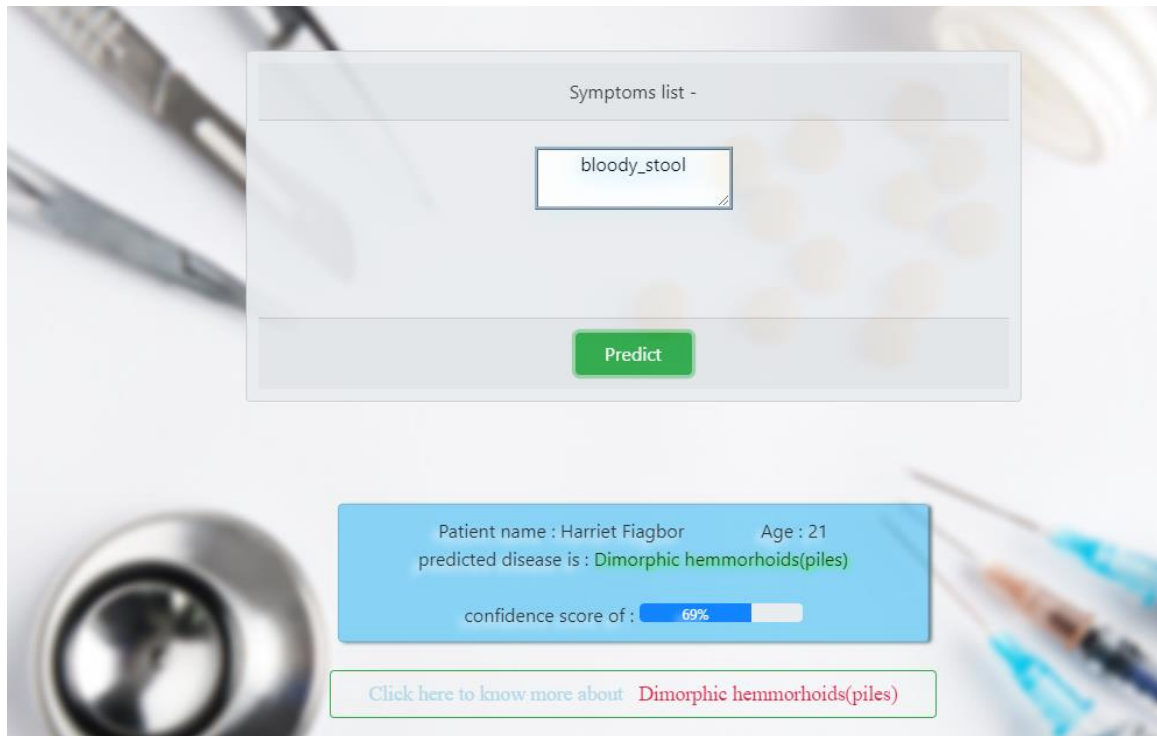 Symptoms list -
bloody_stool
Predict
Patient name : Harriet Fiagbor Age : 21
predicted disease is : Dimorphic hemmorhoids(piles)
confidence score of : 69%
Click here to know more about Dimorphic hemmorhoids(piles)